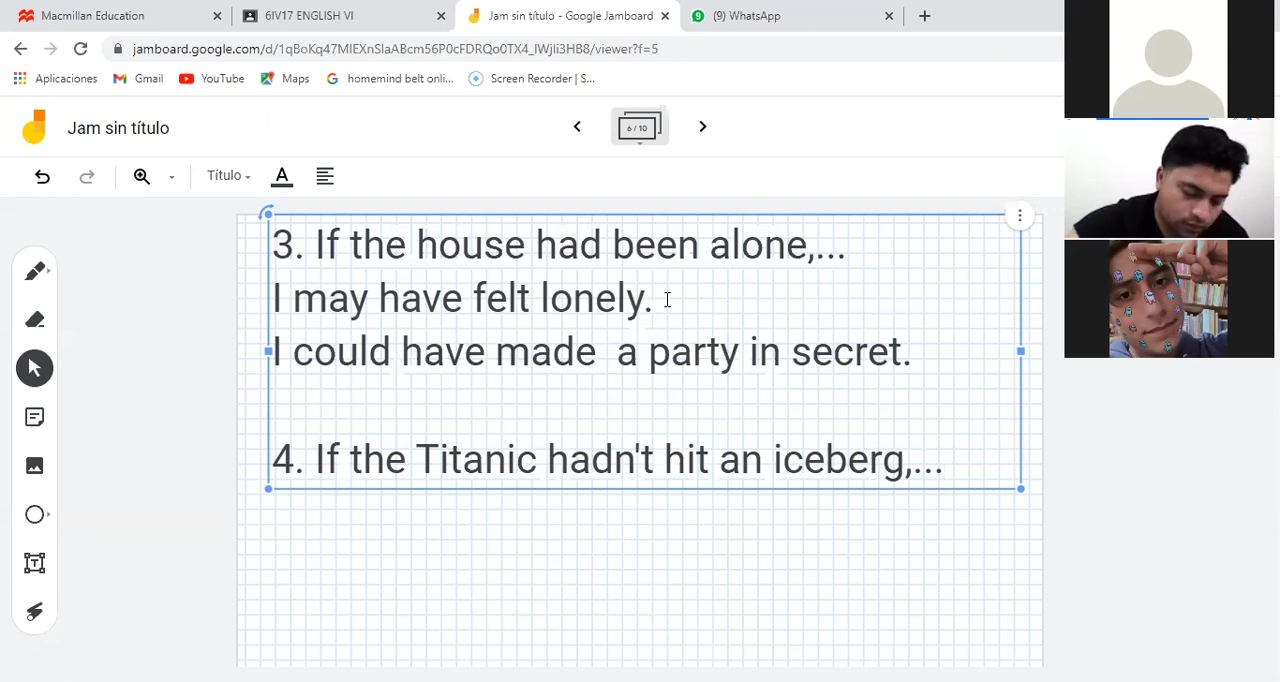 Macmillan Education
6IV17 ENGLISH VI
Jam sin título - Google Jamboard
(9) WhatsApp
jamboard.google.com/d/1qBoKq47MIEXnSlaABcm56P0cFDRQo0TX4_IWjIi3HB8/viewer?f=5
Aplicaciones
Gmail
YouTube
Maps
homemind belt onli...
Screen Recorder | S...
Jam sin título
6 / 10
Título
3. If the house had been alone,...
I may have felt lonely.
I could have made a party in secret.
4. If the Titanic hadn't hit an iceberg,...